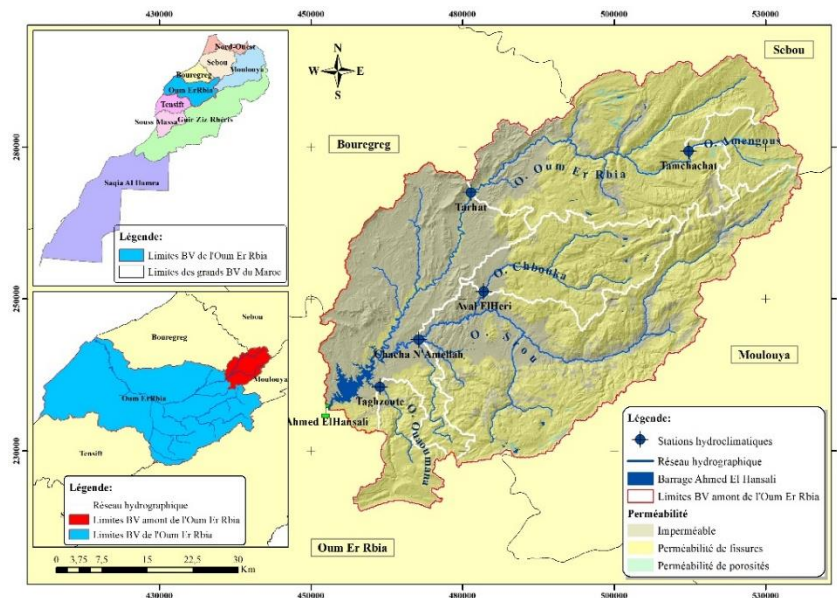 430000 450000 480000 500000 530000
280000
250000
230000
430000 450000 480000 500000 530000
N
W E
S
Nord-Ouest
Sebou
Moulouya
Bouregreg
Oum ErRbia
Tensift
Souss Massa
Guir Ziz Rheris
Saqia Al Hamra
Légende:
Limites BV de l'Oum Er Rbia
Limites des grands BV du Maroc
Sebou
Bouregreg
Moulouya
Oum ErRbia
Tensift
Légende:
Réseau hydrographique
Limites BV amont de l'Oum Er Rbia
Limites BV de l'Oum Er Rbia
0 3,75 7,5 15 22,5 30
Km
Sebou
Bouregreg
O. Amengous
Tamchachat
O. Oum Er Rbia
Tarhat
O. Chbouka
Aval ElHeri
O. Srou
Chacha N'Amellah
Moulouya
Taghzoute
Ahmed ElHansali
O. Ouaoumana
Oum Er Rbia
Légende:
Stations hydroclimatiques
Réseau hydrographique
Barrage Ahmed El Hansali
Limites BV amont de l'Oum Er Rbia
Perméabilité
Imperméable
Perméabilité de fissures
Perméabilité de porosités